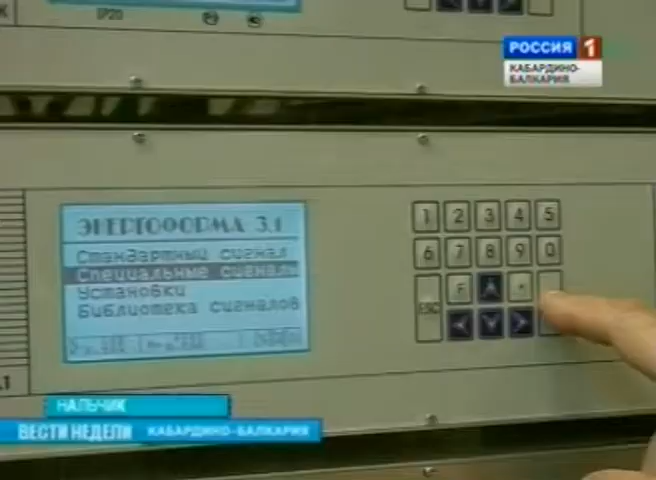 IP20
РОССИЯ 1
КАБАРДИНО-
БАЛКАРИЯ
ЭНЕРГОФОРМА 3.1
Стандартный сигнал
Специальные сигналы
Установки
Библиотека сигналов
1 2 3 4 5
6 7 8 9 0
F
ESC
НАЛЬЧИК
ВЕСТИ НЕДЕЛИ КАБАРДИНО-БАЛКАРИЯ